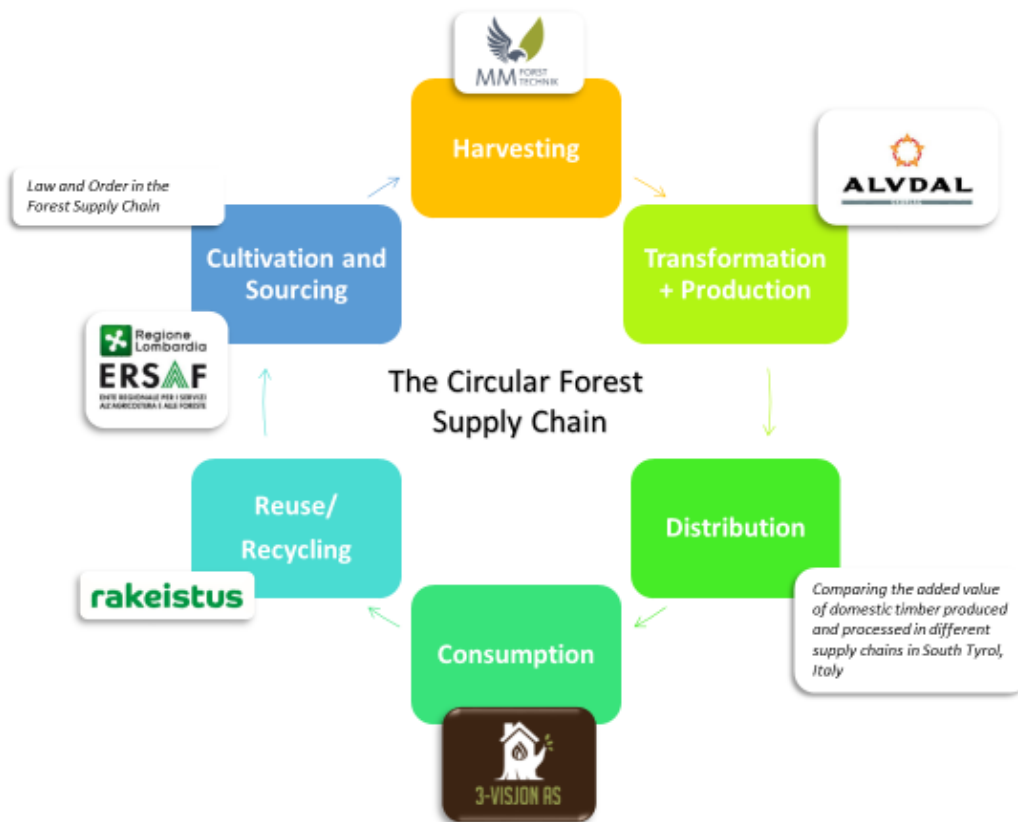 MM FORST
TECHNIK
Harvesting
ALVDAL
Transformation
+ Production
Law and Order in the
Forest Supply Chain
Cultivation and
Sourcing
Regione
Lombardia
ERSAF
ENTE REGIONALE PER I SERVIZI
ALL'AGRICOLTURA E ALLE FORESTE
The Circular Forest
Supply Chain
Reuse/
Recycling
rakeistus
Distribution
Comparing the added value
of domestic timber produced
and processed in different
supply chains in South Tyrol,
Italy
Consumption
3-VISJON AS